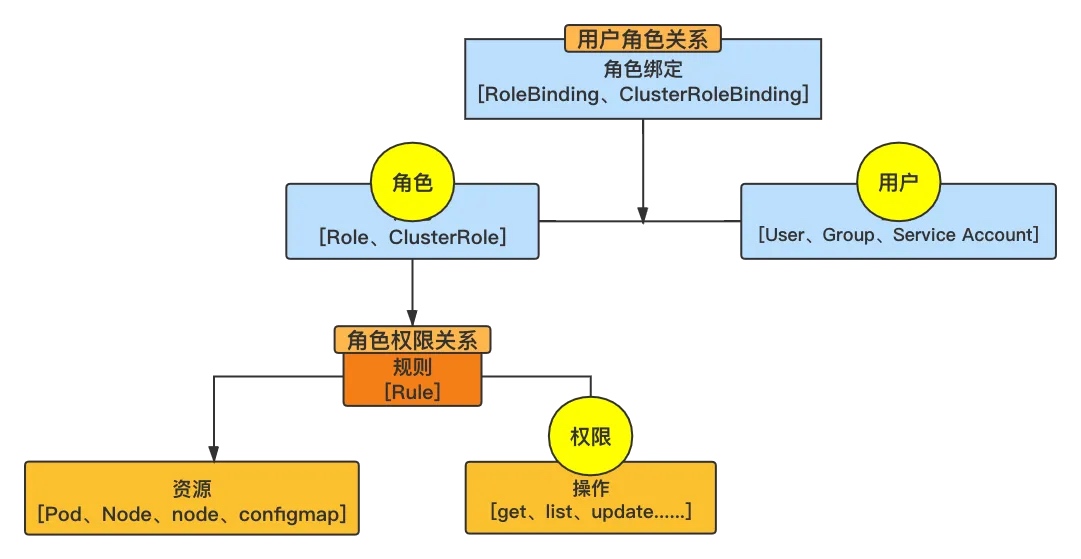 用户角色关系
角色绑定
[RoleBinding、ClusterRoleBinding]
角色
[Role、ClusterRole]
用户
[User、Group、Service Account]
角色权限关系
规则
[Rule]
权限
资源
[Pod、Node、node、configmap]
操作
[get、list、update......]